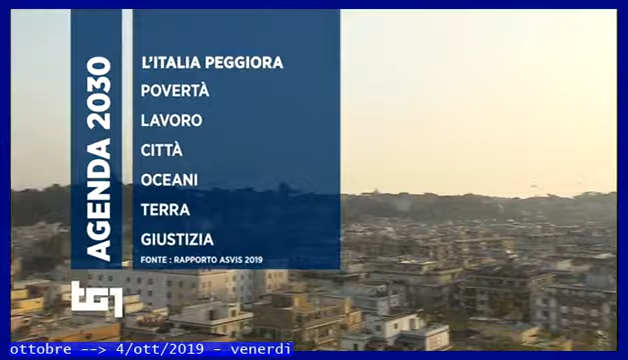 AGENDA 2030
L'ITALIA PEGGIORA
POVERTÀ
LAVORO
CITTÀ
OCEANI
TERRA
GIUSTIZIA
FONTE : RAPPORTO ASVIS 2019
TG1
ottobre --> 4/ott/2019 - venerdì